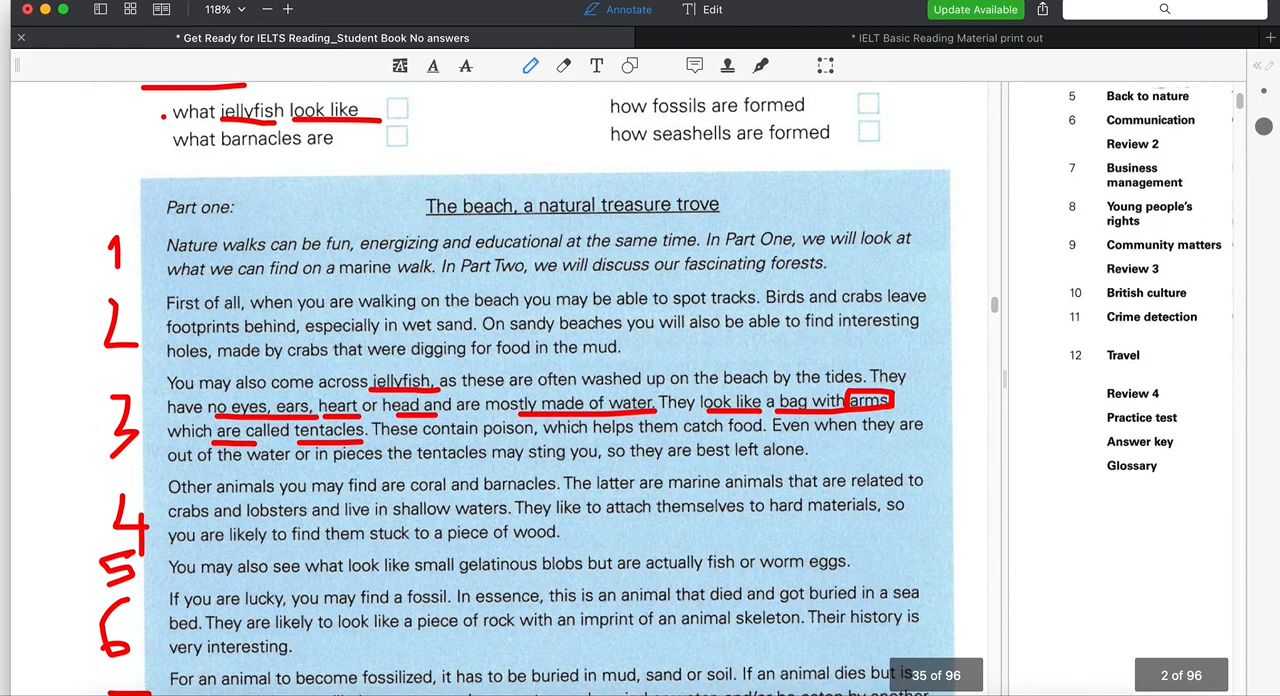 118%
Annotate
Edit
Update Available
* Get Ready for IELTS Reading_Student Book No answers
* IELT Basic Reading Material print out
what jellyfish look like
how fossils are formed
what barnacles are
how seashells are formed
Part one:
The beach, a natural treasure trove
1
Nature walks can be fun, energizing and educational at the same time. In Part One, we will look at
what we can find on a marine walk. In Part Two, we will discuss our fascinating forests.
2
First of all, when you are walking on the beach you may be able to spot tracks. Birds and crabs leave
footprints behind, especially in wet sand. On sandy beaches you will also be able to find interesting
holes, made by crabs that were digging for food in the mud.
3
You may also come across jellyfish, as these are often washed up on the beach by the tides. They
have no eyes, ears, heart or head and are mostly made of water. They look like a bag with arms
which are called tentacles. These contain poison, which helps them catch food. Even when they are
out of the water or in pieces the tentacles may sting you, so they are best left alone.
4
Other animals you may find are coral and barnacles. The latter are marine animals that are related to
crabs and lobsters and live in shallow waters. They like to attach themselves to hard materials, so
you are likely to find them stuck to a piece of wood.
5
You may also see what look like small gelatinous blobs but are actually fish or worm eggs.
6
If you are lucky, you may find a fossil. In essence, this is an animal that died and got buried in a sea
bed. They are likely to look like a piece of rock with an imprint of an animal skeleton. Their history is
very interesting.
For an animal to become fossilized, it has to be buried in mud, sand or soil. If an animal dies but is
35 of 96
5 Back to nature
6 Communication
Review 2
7 Business
management
8 Young people's
rights
9 Community matters
Review 3
10 British culture
11 Crime detection
12 Travel
Review 4
Practice test
Answer key
Glossary
2 of 96